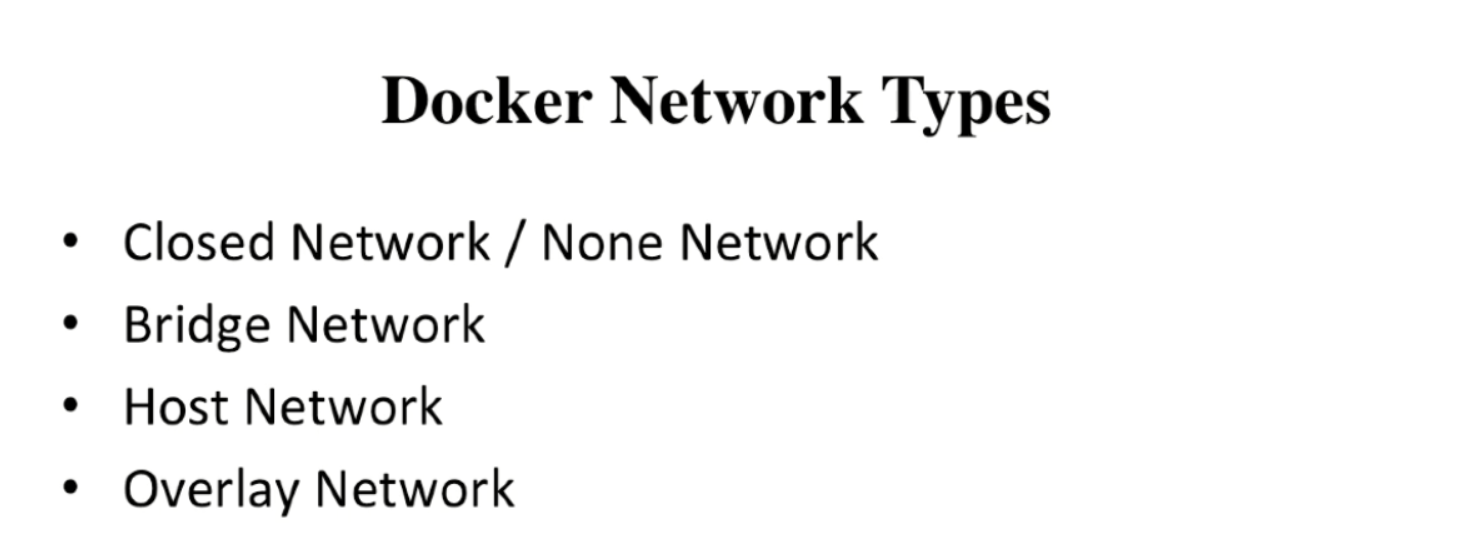 Docker Network Types
• Closed Network / None Network
• Bridge Network
• Host Network
• Overlay Network